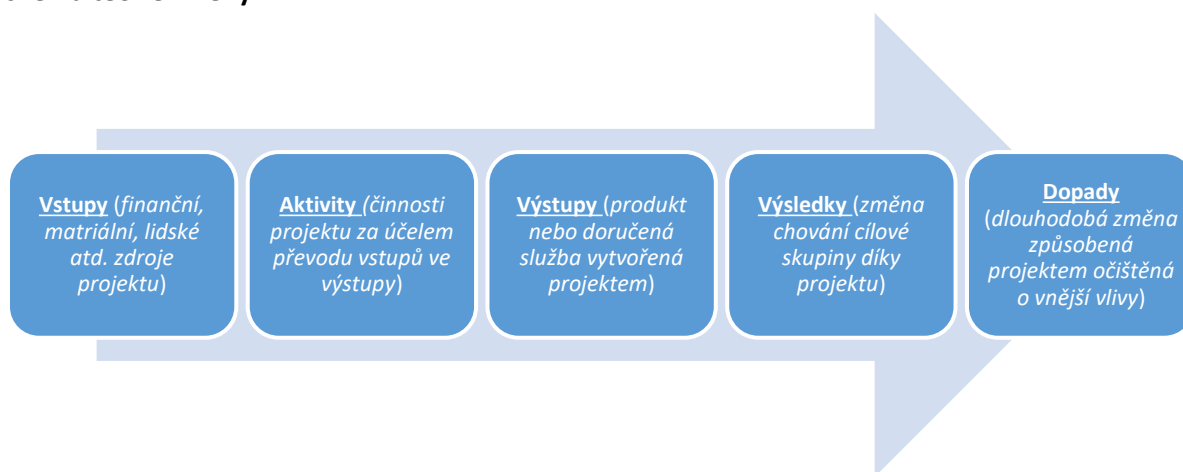 Vstupy (finanční,
matriální, lidské
atd. zdroje
projektu)
Aktivity (činnosti
projektu za účelem
převodu vstupů ve
výstupy)
Výstupy (produkt
nebo doručená
služba vytvořená
projektem)
Výsledky (změna
chování cílové
skupiny díky
projektu)
Dopady
(dlouhodobá změna
způsobená
projektem očištěná
o vnější vlivy)